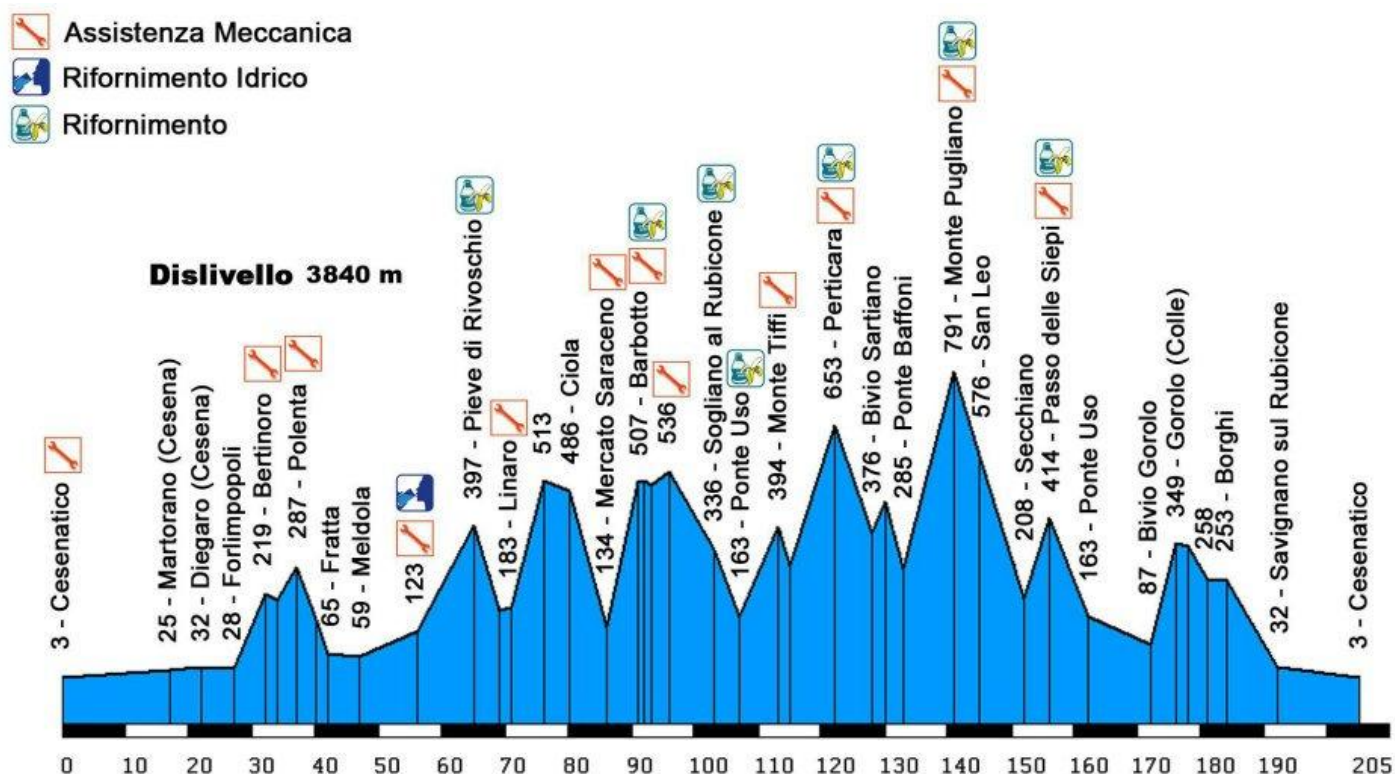 Assistenza Meccanica
Rifornimento Idrico
Rifornimento
Dislivello 3840 m
3 - Cesenatico
25 - Martorano (Cesena)
32 - Diegaro (Cesena)
28 - Forlimpopoli
219 - Bertinoro
287 - Polenta
65 - Fratta
59 - Meldola
123
397 - Pieve di Rivoschio
183 - Linaro
513
486 - Ciola
134 - Mercato Saraceno
507 - Barbotto
536
336 - Sogliano al Rubicone
163 - Ponte Uso
394 - Monte Tiffi
653 - Perticara
376 - Bivio Sartiano
285 - Ponte Baffoni
791 - Monte Pugliano
576 - San Leo
208 - Secchiano
414 - Passo delle Siepi
163 - Ponte Uso
87 - Bivio Gorolo
349 - Gorolo (Colle)
258
253 - Borghi
32 - Savignano sul Rubicone
3 - Cesenatico
0 10 20 30 40 50 60 70 80 90 100 110 120 130 140 150 160 170 180 190 205